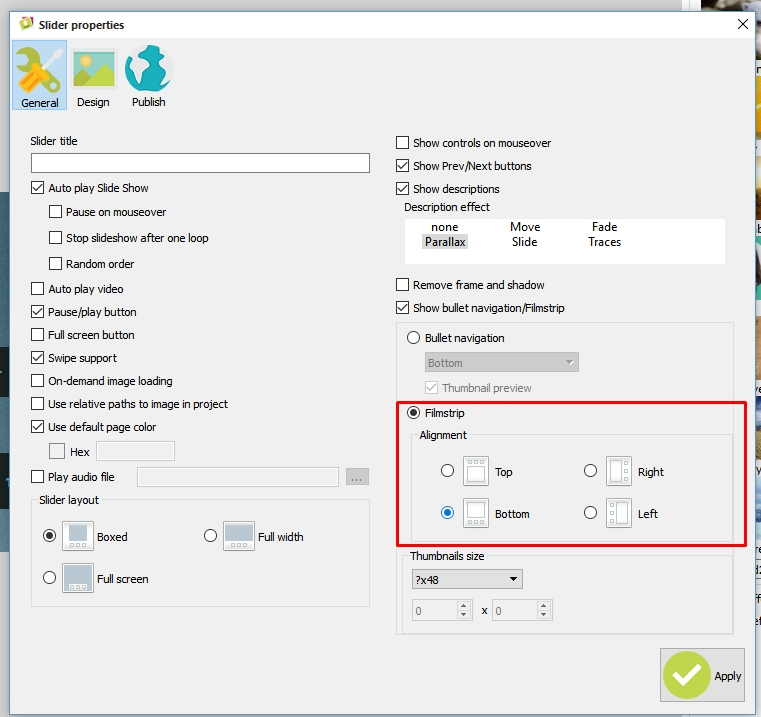 Slider properties
General
Design
Publish
Slider title
Auto play Slide Show
Pause on mouseover
Stop slideshow after one loop
Random order
Auto play video
Pause/play button
Full screen button
Swipe support
On-demand image loading
Use relative paths to image in project
Use default page color
Hex
Play audio file
...
Slider layout
Boxed
Full width
Full screen
Show controls on mouseover
Show Prev/Next buttons
Show descriptions
Description effect
none Move Fade
Parallax Slide Traces
Remove frame and shadow
Show bullet navigation/Filmstrip
Bullet navigation
Bottom
Thumbnail preview
Filmstrip
Alignment
Top
Right
Bottom
Left
Thumbnails size
?x48
0 x 0
Apply